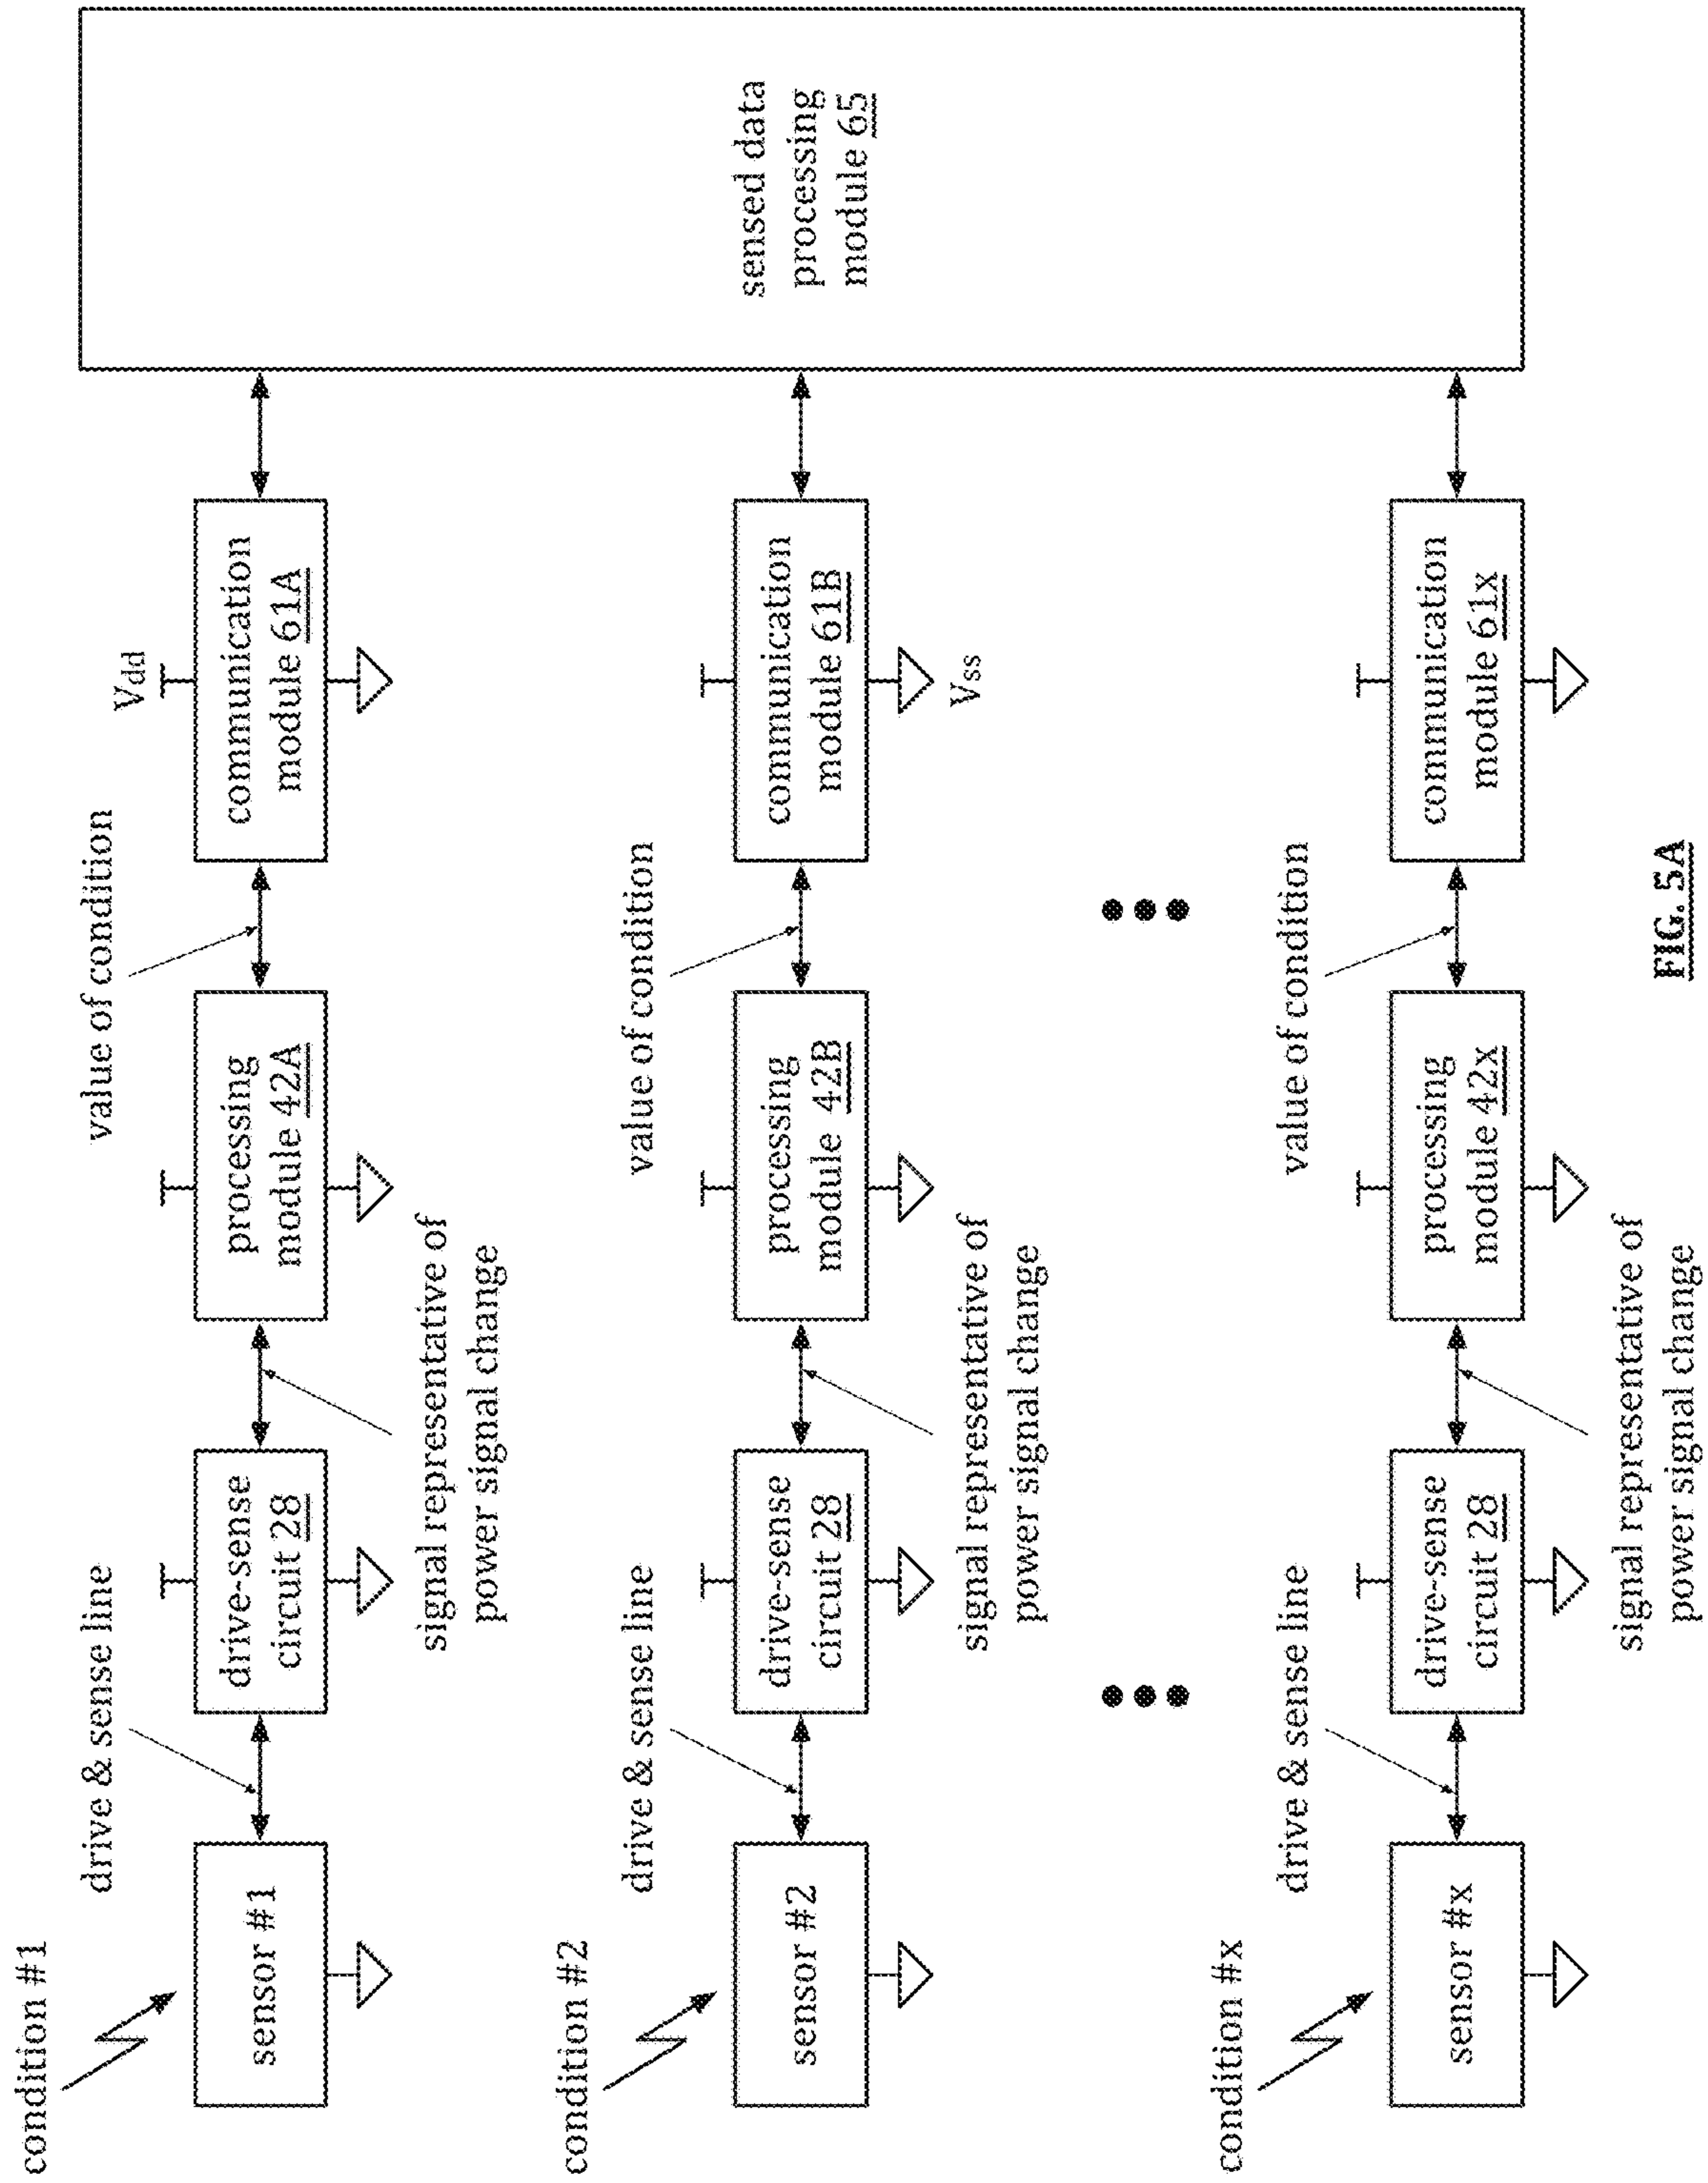 condition #1
drive & sense line
value of condition
Vdd
sensor #1
drive-sense
circuit 28
processing
module 42A
communication
module 61A
signal representative of
power signal change
sensed data
processing
module 65
condition #2
drive & sense line
value of condition
sensor #2
drive-sense
circuit 28
processing
module 42B
communication
module 61B
signal representative of
power signal change
Vss
condition #x
drive & sense line
value of condition
sensor #x
drive-sense
circuit 28
processing
module 42x
communication
module 61x
signal representative of
power signal change
FIG. 5A